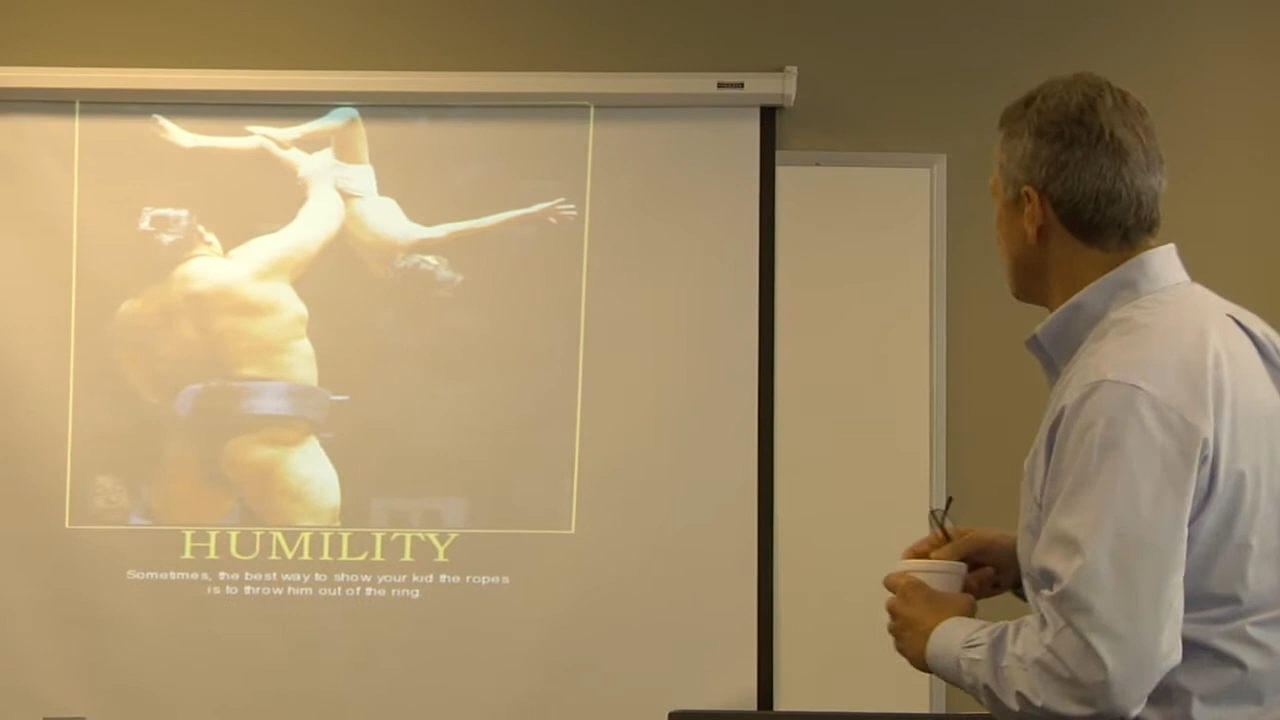 HUMILITY
Sometimes, the best way to show your kid the ropes
is to throw him out of the ring.